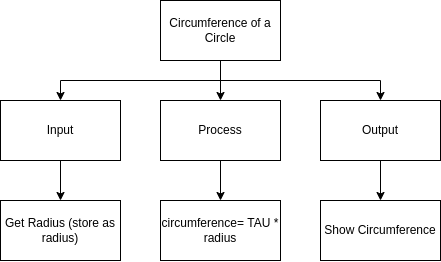 Circumference of a
Circle
Input
Process
Output
Get Radius (store as
radius)
circumference= TAU *
radius
Show Circumference